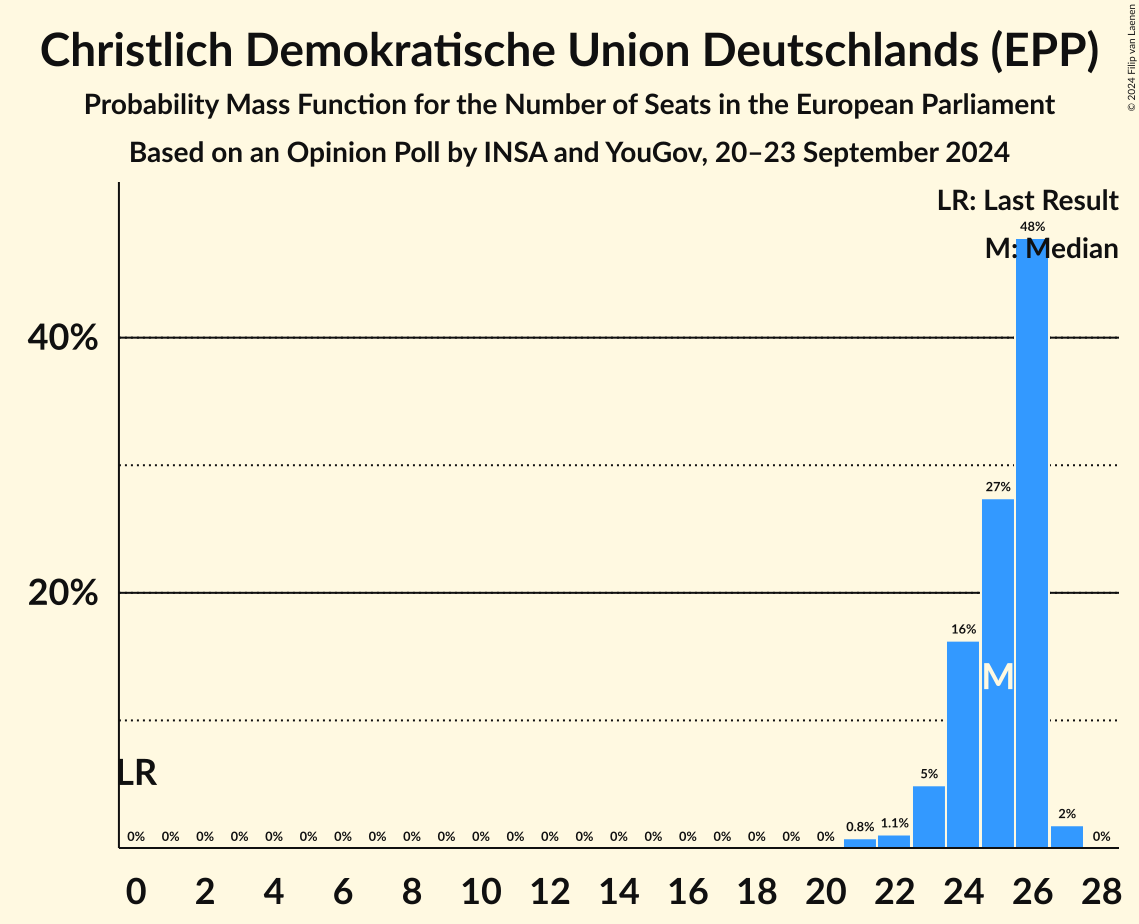 Christlich Demokratische Union Deutschlands (EPP)
Probability Mass Function for the Number of Seats in the European Parliament
Based on an Opinion Poll by INSA and YouGov, 20–23 September 2024
© 2024 Filip van Laenen
LR: Last Result
M: Median
48%
40%
27%
20%
16%
M
LR
5%
2%
0% 0% 0% 0% 0% 0% 0% 0% 0% 0% 0% 0% 0% 0% 0% 0% 0% 0% 0% 0% 0% 0.8% 1.1% 0%
0 2 4 6 8 10 12 14 16 18 20 22 24 26 28